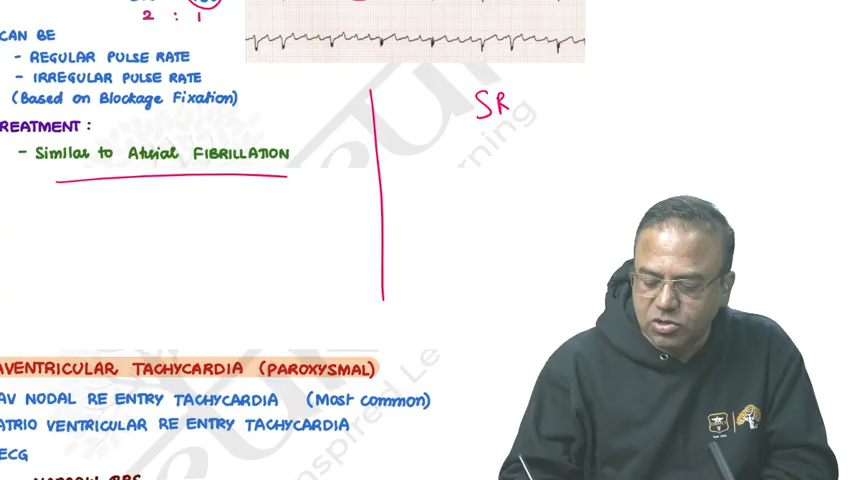 2 : 1
CAN BE
- REGULAR PULSE RATE
- IRREGULAR PULSE RATE
(Based on Blockage Fixation)
REATMENT :
- Similar to Atrial FIBRILLATION
SR
AVENTRICULAR TACHYCARDIA (PAROXYSMAL)
AV NODAL RE ENTRY TACHYCARDIA (Most common)
ATRIO VENTRICULAR RE ENTRY TACHYCARDIA
ECG